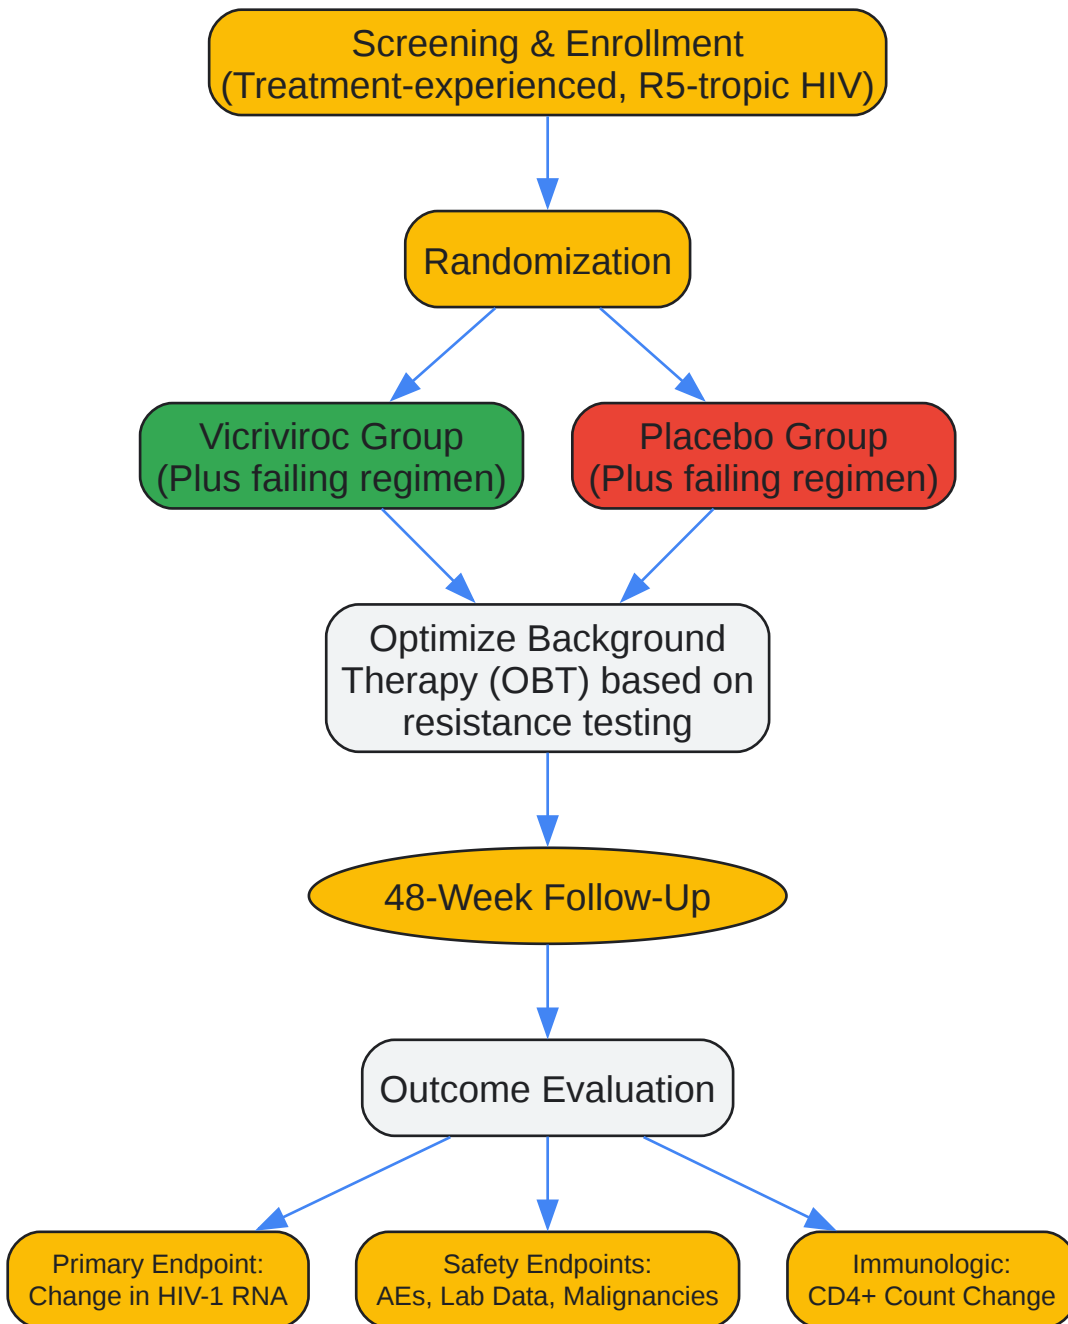 Screening & Enrollment
(Treatment-experienced, R5-tropic HIV)
Randomization
Vicriviroc Group
(Plus failing regimen)
Placebo Group
(Plus failing regimen)
Optimize Background
Therapy (OBT) based on
resistance testing
48-Week Follow-Up
Outcome Evaluation
Primary Endpoint:
Change in HIV-1 RNA
Safety Endpoints:
AEs, Lab Data, Malignancies
Immunologic:
CD4+ Count Change